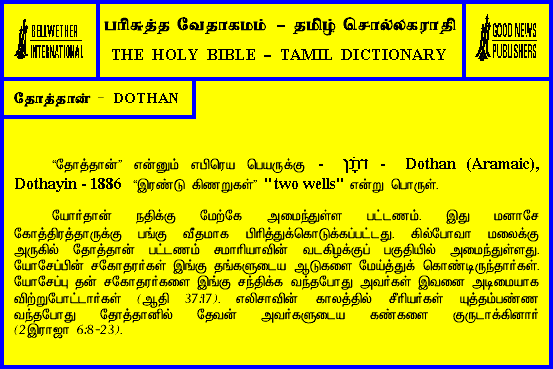 BELLWETHER
INTERNATIONAL
பரிசுத்த வேதாகமம் – தமிழ் சொல்லகராதி
THE HOLY BIBLE – TAMIL DICTIONARY
GOOD NEWS
PUBLISHERS
தோத்தான் – DOTHAN
“தோத்தான்” என்னும் எபிரெய பெயருக்கு - דֹּתָן - Dothan (Aramaic),
Dothayin - 1886 “இரண்டு கிணறுகள்” "two wells" என்று பொருள்.
யோர்தான் நதிக்கு மேற்கே அமைந்துள்ள பட்டணம். இது மனாசே
கோத்திரத்தாருக்கு பங்கு வீதமாக பிரித்துக்கொடுக்கப்பட்டது. கில்போவா மலைக்கு
அருகில் தோத்தான் பட்டணம் சமாரியாவின் வடகிழக்குப் பகுதியில் அமைந்துள்ளது.
யோசேப்பின் சகோதரர்கள் இங்கு தங்களுடைய ஆடுகளை மேய்த்துக் கொண்டிருந்தார்கள்.
யோசேப்பு தன் சகோதரர்களை இங்கு சந்திக்க வந்தபோது அவர்கள் இவனை அடிமையாக
விற்றுபோட்டார்கள் (ஆதி 37:17). எலிசாவின் காலத்தில் சீரியர்கள் யுத்தம்பண்ண
வந்தபோது தோத்தானில் தேவன் அவர்களுடைய கண்களை குருடாக்கினார்
(2இராஜா 6:8-23).